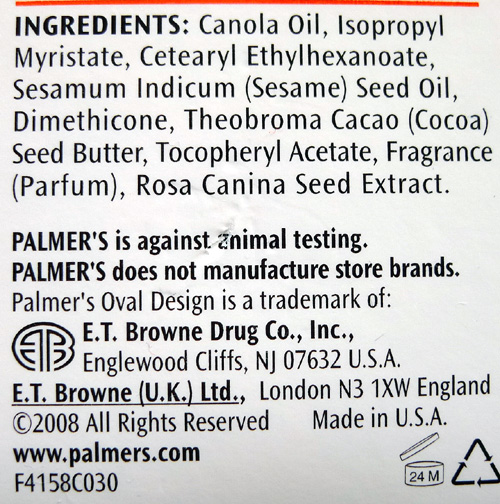 INGREDIENTS: Canola Oil, Isopropyl
Myristate, Cetearyl Ethylhexanoate,
Sesamum Indicum (Sesame) Seed Oil,
Dimethicone, Theobroma Cacao (Cocoa)
Seed Butter, Tocopheryl Acetate, Fragrance
(Parfum), Rosa Canina Seed Extract.
PALMER'S is against animal testing.
PALMER'S does not manufacture store brands.
Palmer's Oval Design is a trademark of:
ETB E.T. Browne Drug Co., Inc.,
Englewood Cliffs, NJ 07632 U.S.A.
E.T. Browne (U.K.) Ltd., London N3 1XW England
©2008 All Rights Reserved Made in U.S.A.
www.palmers.com
24 M
F4158C030